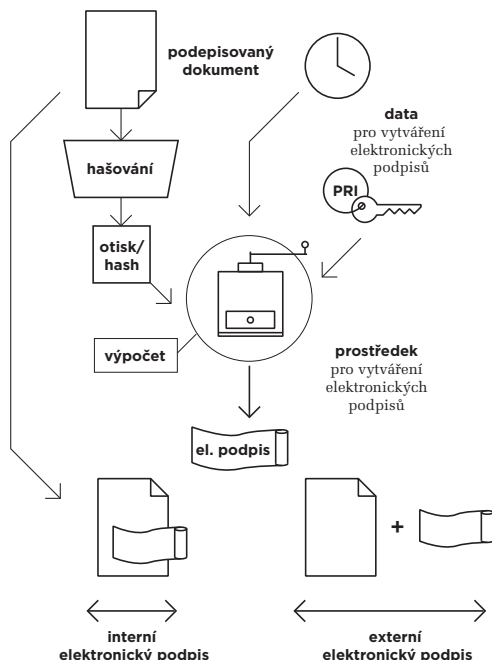 podepisovaný
dokument
data
pro vytváření
elektronických
podpisů
hašování
PRI
otisk/
hash
výpočet
prostředek
pro vytváření
elektronických
podpisů
el. podpis
+
interní
elektronický podpis
externí
elektronický podpis